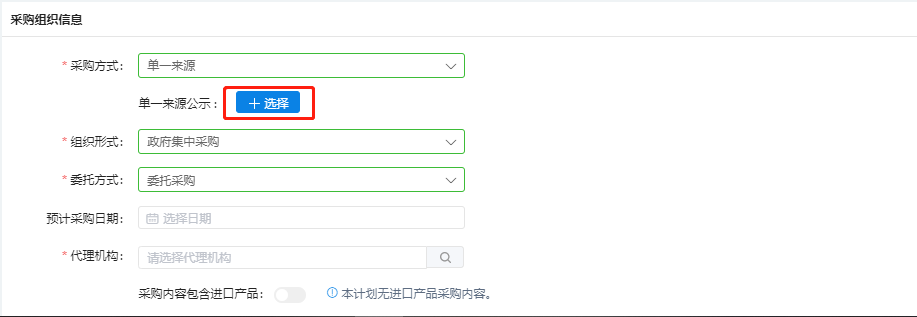 采购组织信息
* 采购方式: 单一来源
单一来源公示: + 选择
* 组织形式: 政府集中采购
* 委托方式: 委托采购
预计采购日期: 选择日期
* 代理机构: 请选择代理机构
采购内容包含进口产品: 本计划无进口产品采购内容。